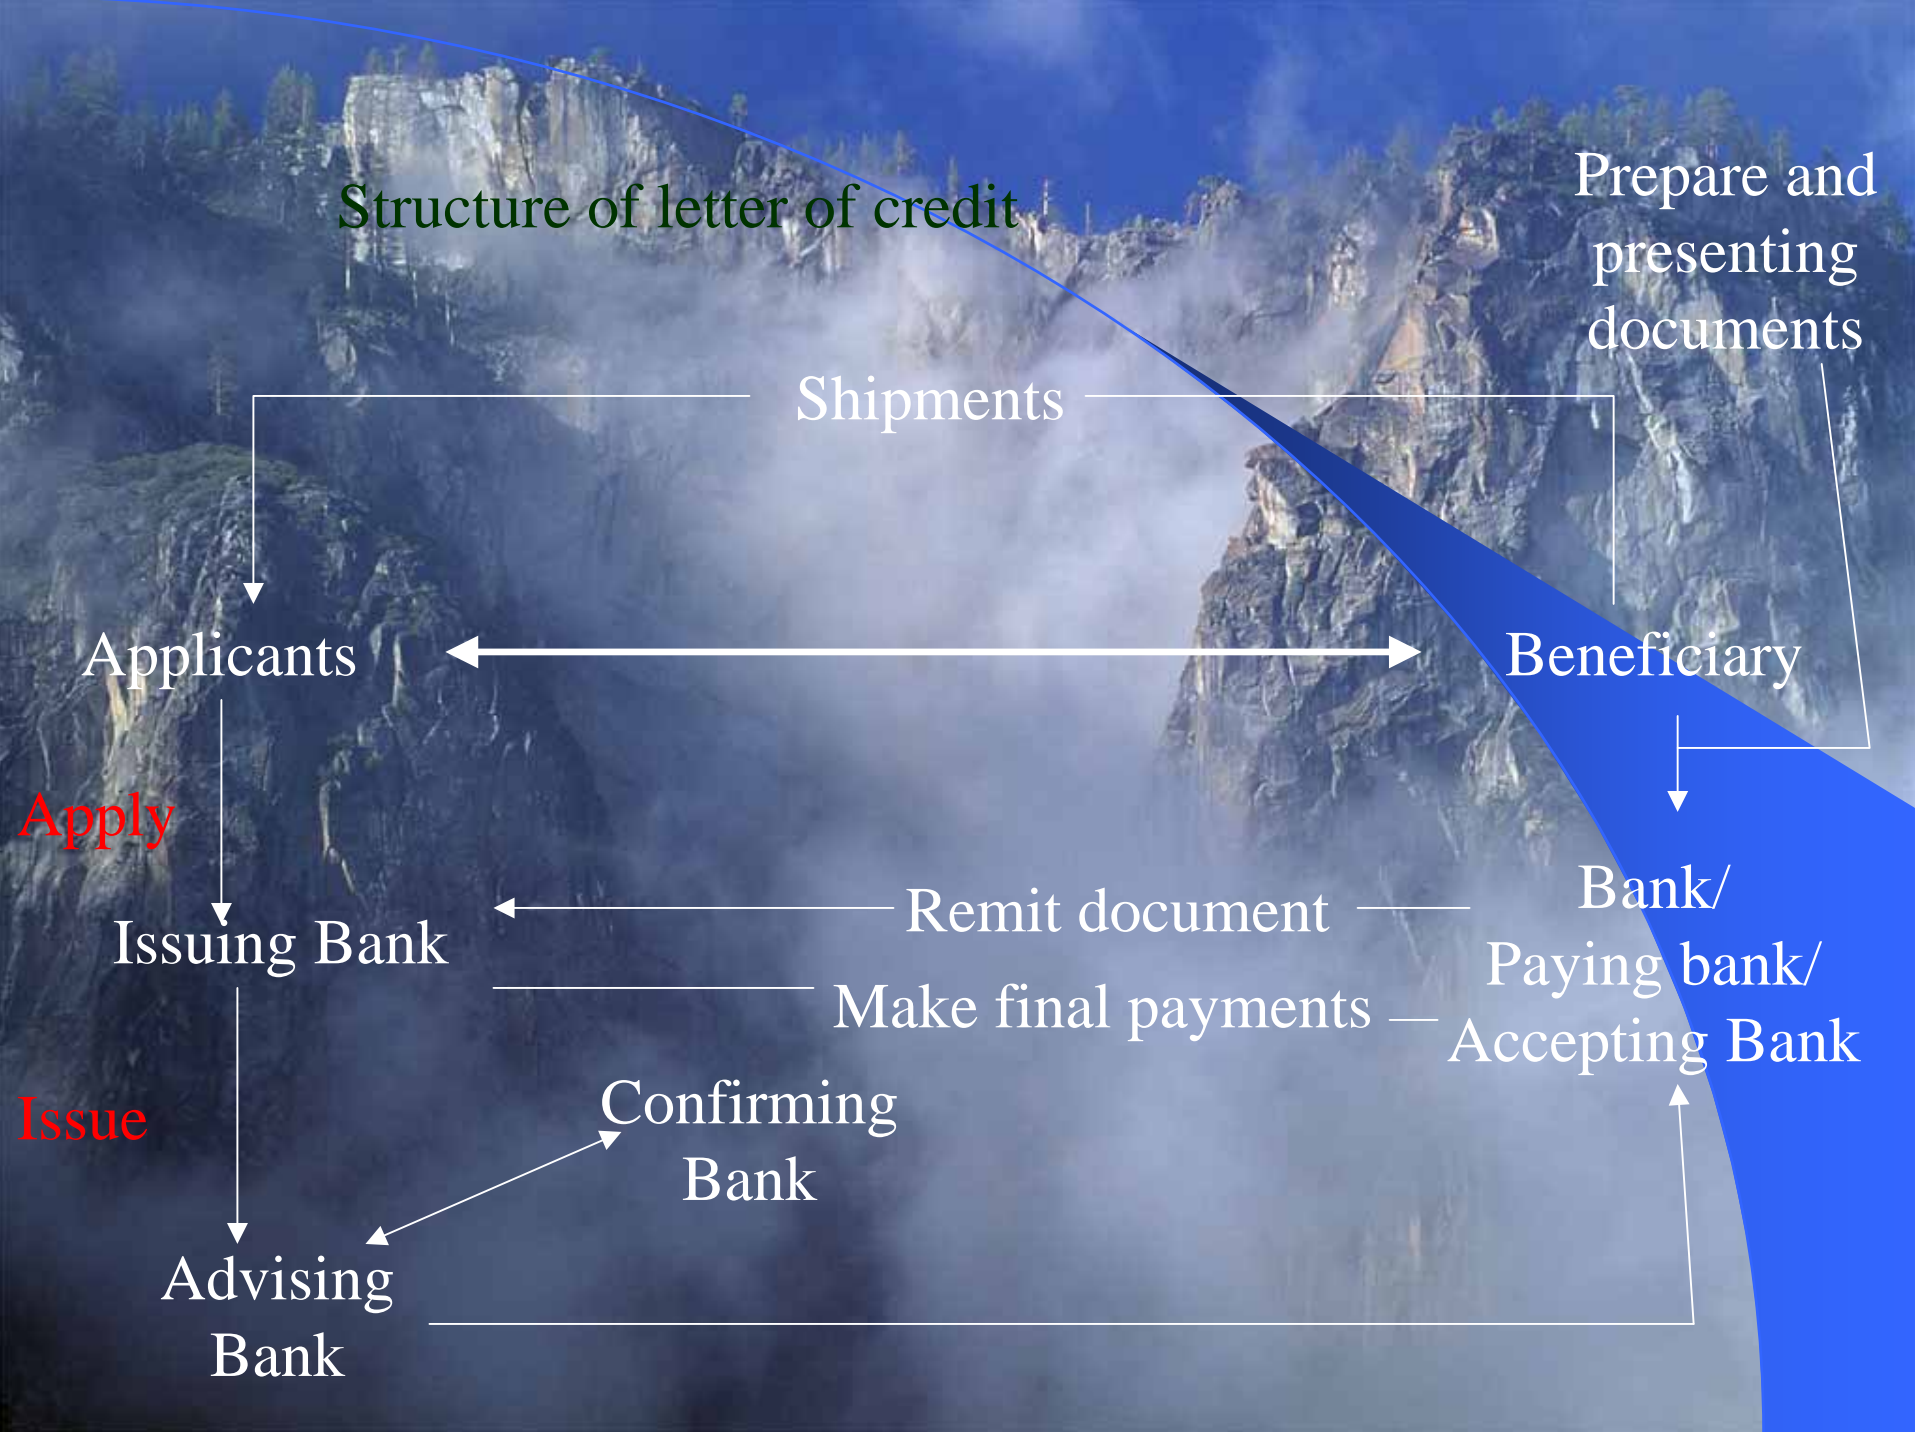 Structure of letter of credit
Prepare and
presenting
documents
Shipments
Applicants
Beneficiary
Apply
Issuing Bank
Remit document
Make final payments
Bank/
Paying bank/
Accepting Bank
Issue
Confirming
Bank
Advising
Bank